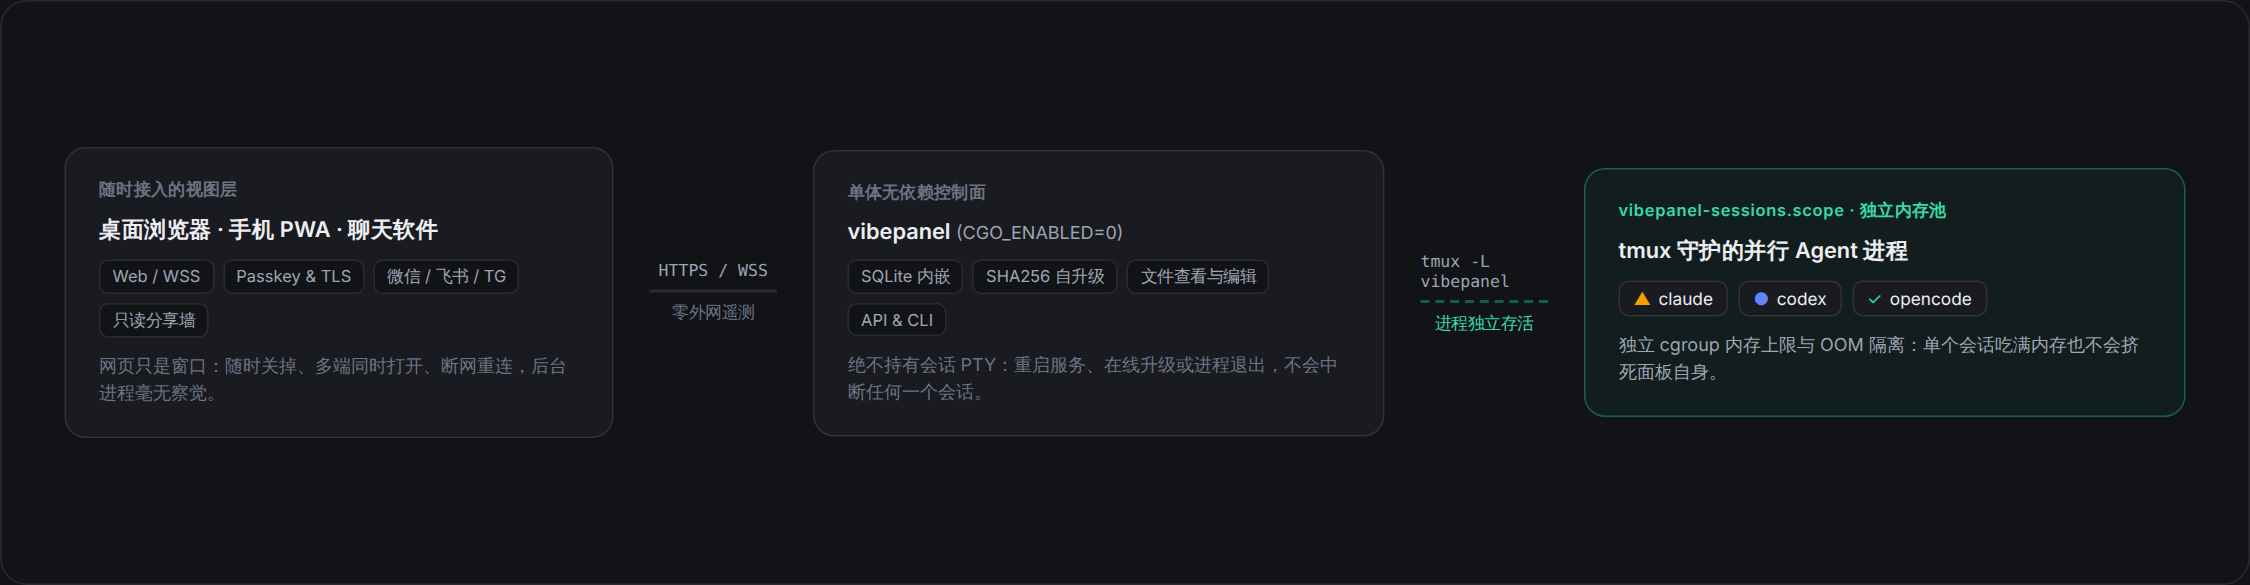 随时接入的视图层
桌面浏览器 · 手机 PWA · 聊天软件
Web / WSS
Passkey & TLS
微信 / 飞书 / TG
只读分享墙
网页只是窗口：随时关掉、多端同时打开、断网重连，后台
进程毫无察觉。
HTTPS / WSS
零外网遥测
单体无依赖控制面
vibepanel (CGO_ENABLED=0)
SQLite 内嵌
SHA256 自升级
文件查看与编辑
API & CLI
绝不持有会话 PTY：重启服务、在线升级或进程退出，不会中
断任何一个会话。
tmux -L
vibepanel
进程独立存活
vibepanel-sessions.scope · 独立内存池
tmux 守护的并行 Agent 进程
claude
codex
opencode
独立 cgroup 内存上限与 OOM 隔离：单个会话吃满内存也不会挤
死面板自身。